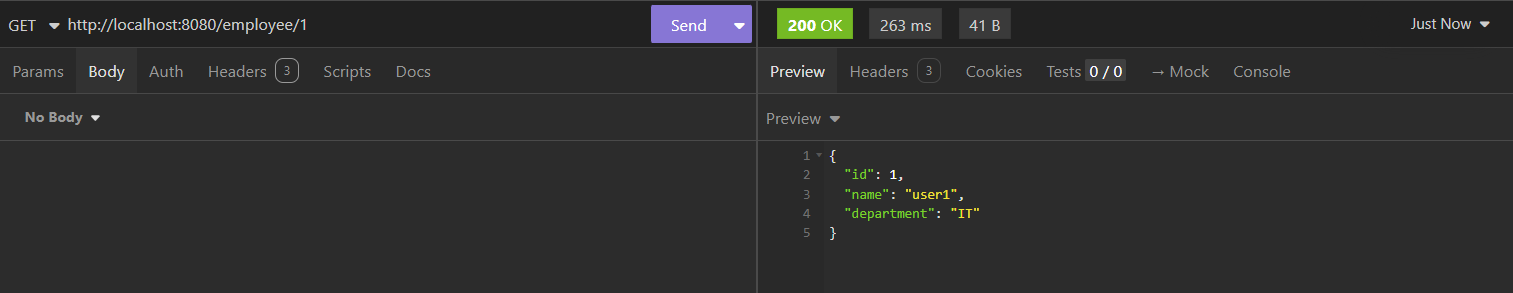 GET http://localhost:8080/employee/1 Send
200 OK 263 ms 41 B Just Now
Params Body Auth Headers 3 Scripts Docs
Preview Headers 3 Cookies Tests 0 / 0 → Mock Console
No Body
Preview
1 {
2 "id": 1,
3 "name": "user1",
4 "department": "IT"
5 }